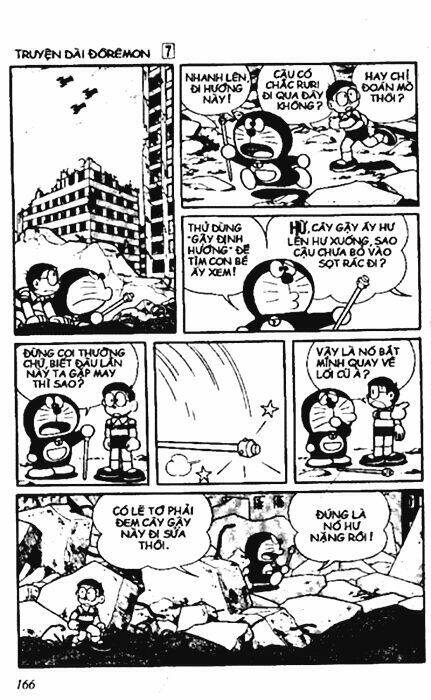 TRUYỆN DÀI ĐÔRÊMON 7
NHANH LÊN,
ĐI HƯỚNG
NÀY!
CẬU CÓ
CHẮC RURI
ĐI QUA ĐÂY
KHÔNG?
HAY CHỈ
ĐOÁN MÒ
THÔI?
THỬ DÙNG
"GẬY ĐỊNH
HƯỚNG" ĐỂ
TÌM CON BÉ
ẤY XEM!
HỪ, CÂY GẬY ẤY HƯ
LÊN HƯ XUỐNG, SAO
CẬU CHƯA BỎ VÀO
SỌT RÁC ĐI?
ĐỪNG COI THƯỜNG
CHỨ, BIẾT ĐÂU LẦN
NÀY TA GẶP MAY
THÌ SAO?
VẬY LÀ NÓ BẮT
MÌNH QUAY VỀ
LỐI CŨ À?
CÓ LẼ TỚ PHẢI
ĐEM CÂY GẬY
NÀY ĐI SỬA
THÔI.
ĐÚNG LÀ
NÓ HƯ
NẶNG RỒI!
166